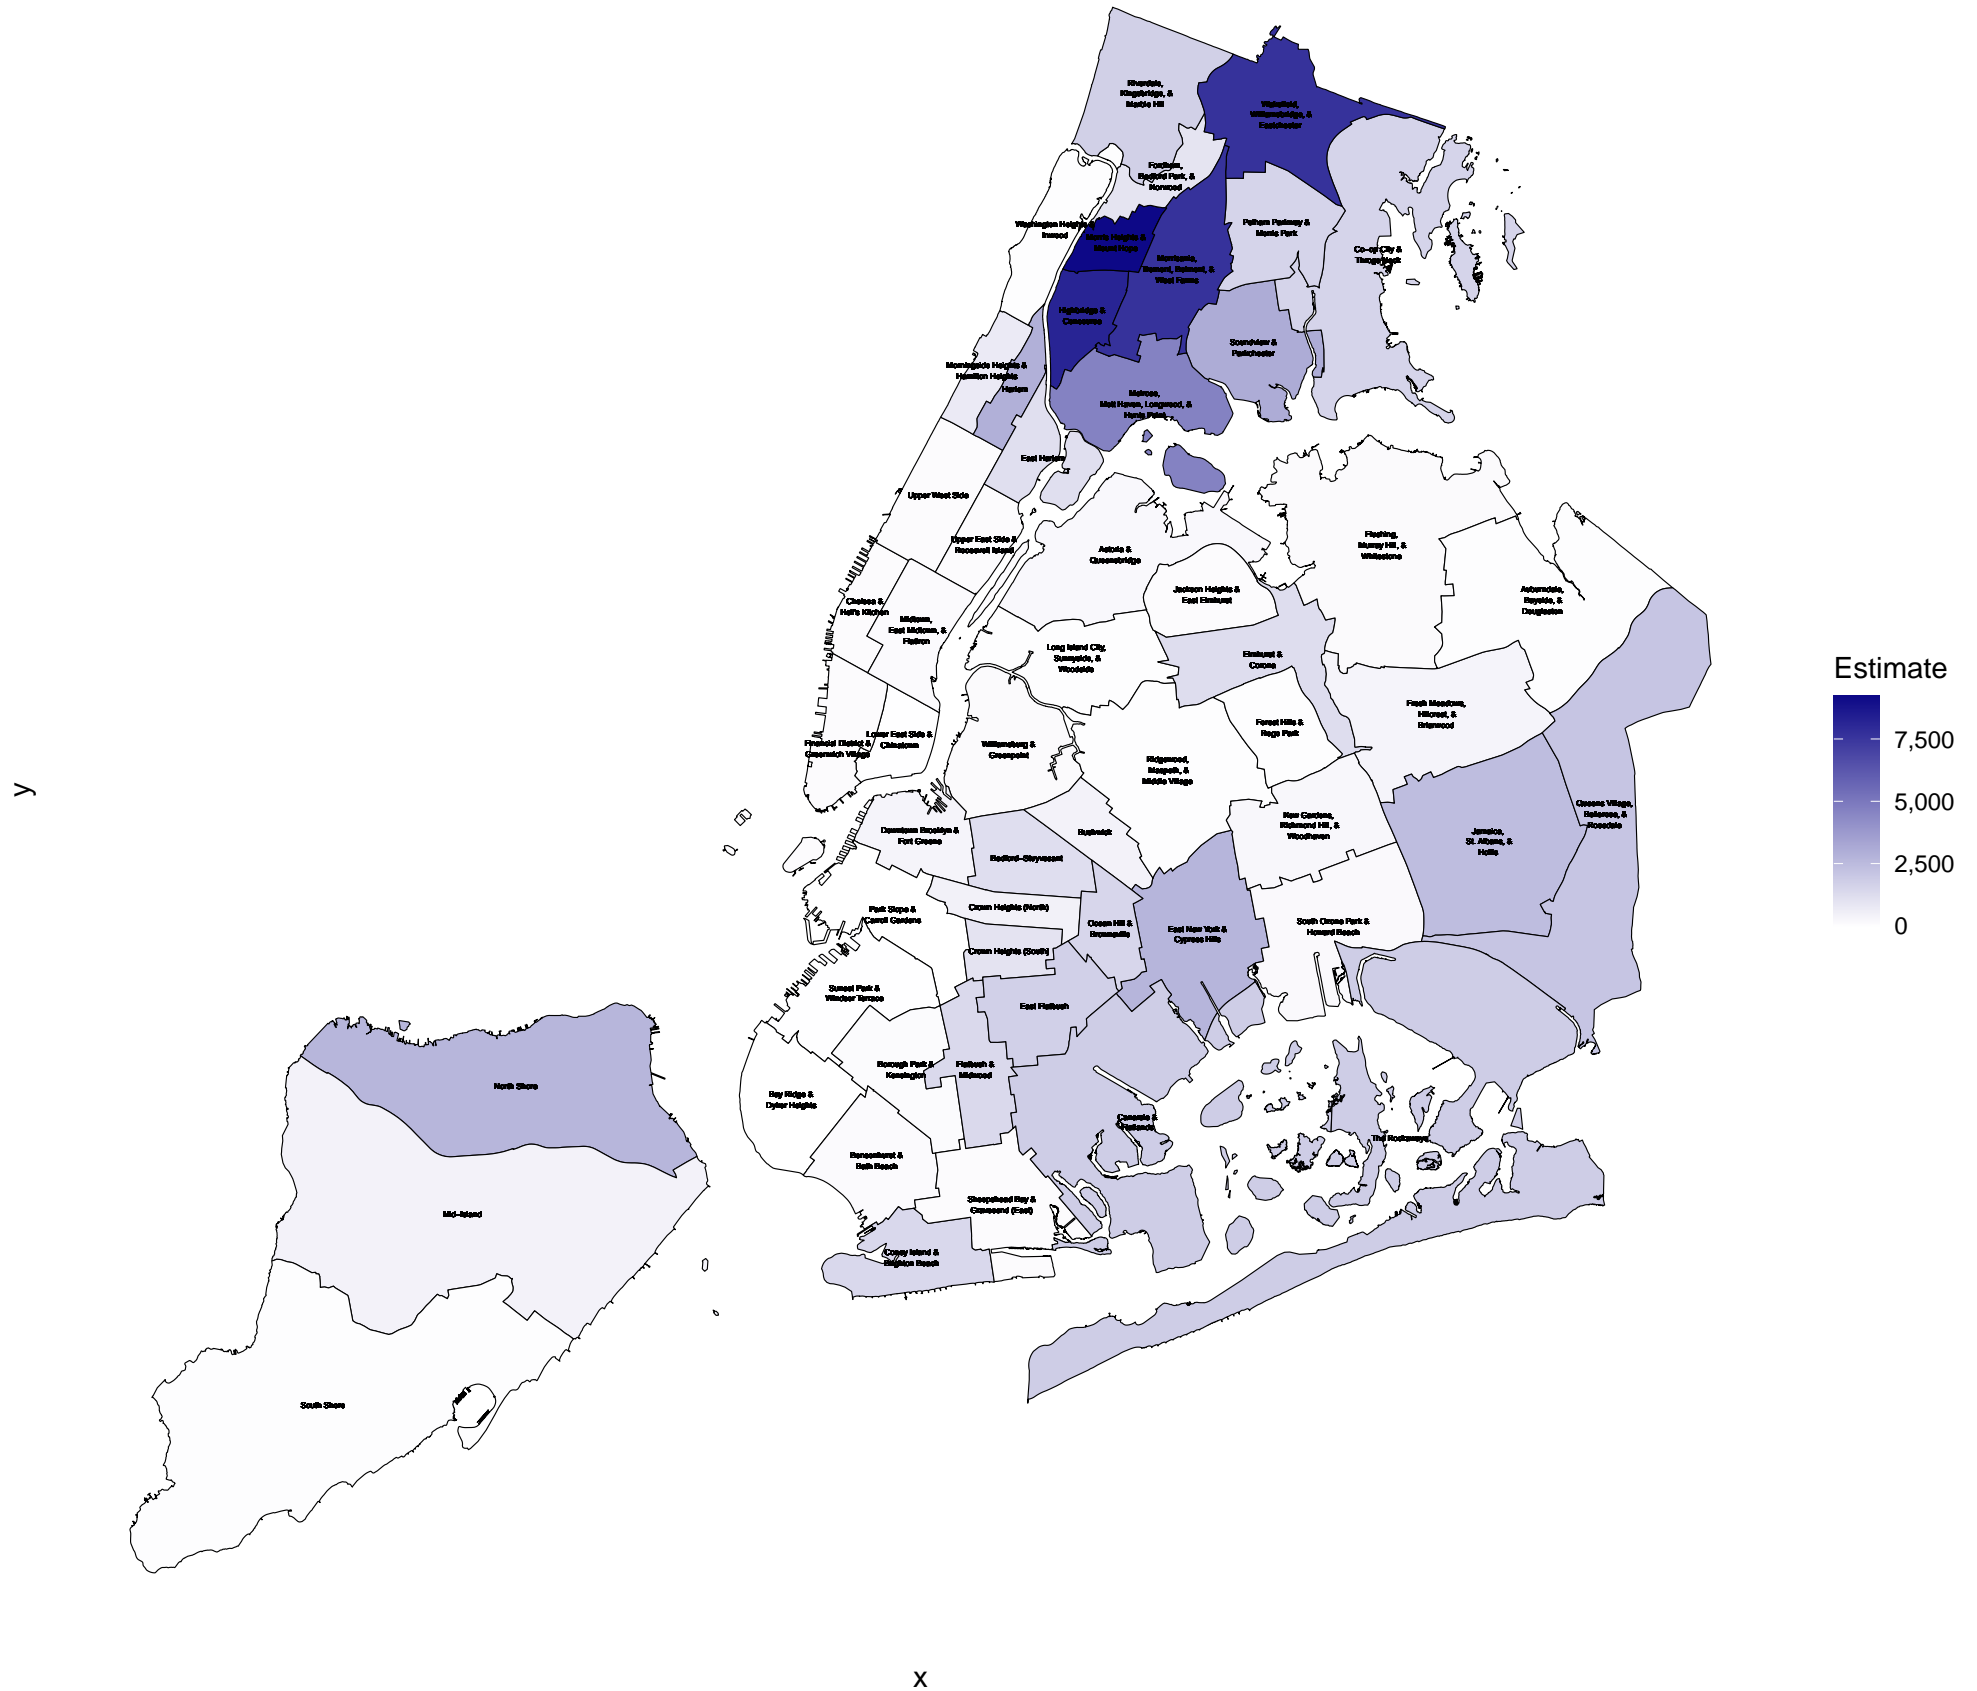 Riverdale,
Kingsbridge, &
Marble Hill
Wakefield,
Williamsbridge, &
Eastchester
Fordham,
Bedford Park, &
Norwood
Washington Heights &
Inwood
Morris Heights &
Mount Hope
Pelham Parkway &
Morris Park
Co−op City &
Throgs Neck
Morrisania,
Tremont, Belmont, &
West Farms
Highbridge &
Concourse
Soundview &
Parkchester
Morningside Heights &
Hamilton Heights
Harlem
Melrose,
Mott Haven, Longwood, &
Hunts Point
East Harlem
Upper West Side
Upper East Side &
Roosevelt Island
Astoria &
Queensbridge
Flushing,
Murray Hill, &
Whitestone
Jackson Heights &
East Elmhurst
Auburndale,
Bayside, &
Douglaston
Chelsea &
Hell's Kitchen
Midtown,
East Midtown, &
Flatiron
Long Island City,
Sunnyside, &
Woodside
Elmhurst &
Corona
Fresh Meadows,
Hillcrest, &
Briarwood
Forest Hills &
Rego Park
Financial District &
Greenwich Village
Lower East Side &
Chinatown
Williamsburg &
Greenpoint
Ridgewood,
Maspeth, &
Middle Village
Queens Village,
Bellerose, &
Rosedale
Kew Gardens,
Richmond Hill, &
Woodhaven
Jamaica,
St. Albans, &
Hollis
Downtown Brooklyn &
Fort Greene
Bushwick
Bedford−Stuyvesant
Park Slope &
Carroll Gardens
Crown Heights (North)
Ocean Hill &
Brownsville
East New York &
Cypress Hills
South Ozone Park &
Howard Beach
Crown Heights (South)
Sunset Park &
Windsor Terrace
East Flatbush
Borough Park &
Kensington
Flatbush &
Midwood
Bay Ridge &
Dyker Heights
Canarsie &
Flatlands
The Rockaways
Bensonhurst &
Bath Beach
Sheepshead Bay &
Gravesend (East)
Coney Island &
Brighton Beach
North Shore
Mid−Island
South Shore
Estimate
7,500
5,000
2,500
0
y
x